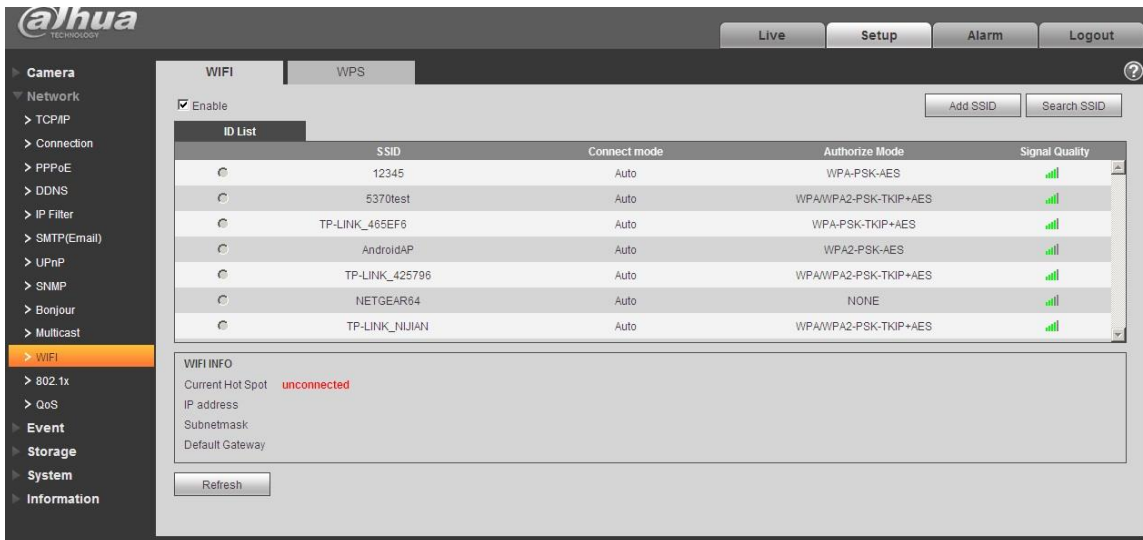 alhua
TECHNOLOGY
Live Setup Alarm Logout
Camera
Network
> TCP/IP
> Connection
> PPPoE
> DDNS
> IP Filter
> SMTP(Email)
> UPnP
> SNMP
> Bonjour
> Multicast
> WIFI
> 802.1x
> QoS
Event
Storage
System
Information
WIFI WPS
?
Enable
Add SSID Search SSID
ID List
SSID Connect mode Authorize Mode Signal Quality
12345 Auto WPA-PSK-AES
5370test Auto WPA/WPA2-PSK-TKIP+AES
TP-LINK_465EF6 Auto WPA-PSK-TKIP+AES
AndroidAP Auto WPA2-PSK-AES
TP-LINK_425796 Auto WPA/WPA2-PSK-TKIP+AES
NETGEAR64 Auto NONE
TP-LINK_NIJIAN Auto WPA/WPA2-PSK-TKIP+AES
WIFI INFO
Current Hot Spot unconnected
IP address
Subnetmask
Default Gateway
Refresh